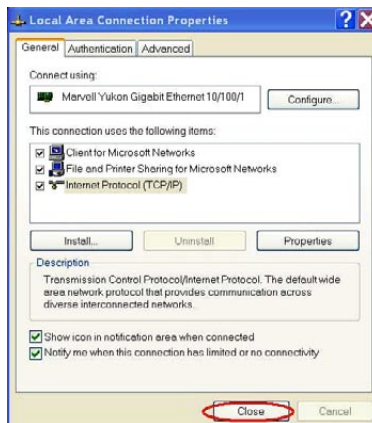 Local Area Connection Properties
General Authentication Advanced
Connect using:
Marvell Yukon Gigabit Ethernet 10/100/1 Configure...
This connection uses the following items:
Client for Microsoft Networks
File and Printer Sharing for Microsoft Networks
Internet Protocol (TCP/IP)
Install... Uninstall Properties
Description
Transmission Control Protocol/Internet Protocol. The default wide
area network protocol that provides communication across
diverse interconnected networks.
Show icon in notification area when connected
Notify me when this connection has limited or no connectivity
Close Cancel